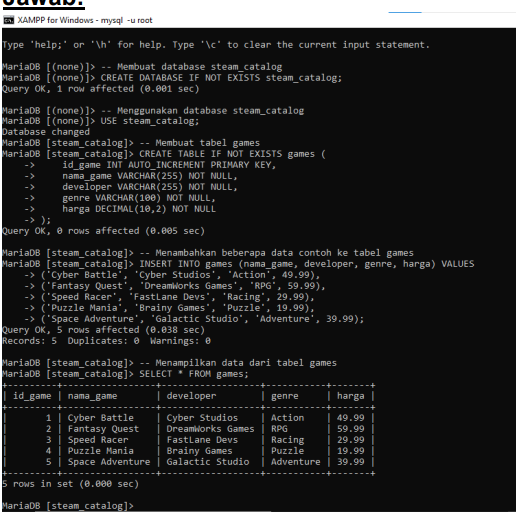 Jawab:
XAMPP for Windows - mysql -u root
Type 'help;' or '\h' for help. Type '\c' to clear the current input statement.
MariaDB [(none)]> -- Membuat database steam_catalog
MariaDB [(none)]> CREATE DATABASE IF NOT EXISTS steam_catalog;
Query OK, 1 row affected (0.001 sec)
MariaDB [(none)]> -- Menggunakan database steam_catalog
MariaDB [(none)]> USE steam_catalog;
Database changed
MariaDB [steam_catalog]> -- Membuat tabel games
MariaDB [steam_catalog]> CREATE TABLE IF NOT EXISTS games (
    ->     id_game INT AUTO_INCREMENT PRIMARY KEY,
    ->     nama_game VARCHAR(255) NOT NULL,
    ->     developer VARCHAR(255) NOT NULL,
    ->     genre VARCHAR(100) NOT NULL,
    ->     harga DECIMAL(10,2) NOT NULL
    -> );
Query OK, 0 rows affected (0.005 sec)
MariaDB [steam_catalog]> -- Menambahkan beberapa data contoh ke tabel games
MariaDB [steam_catalog]> INSERT INTO games (nama_game, developer, genre, harga) VALUES
    -> ('Cyber Battle', 'Cyber Studios', 'Action', 49.99),
    -> ('Fantasy Quest', 'DreamWorks Games', 'RPG', 59.99),
    -> ('Speed Racer', 'FastLane Devs', 'Racing', 29.99),
    -> ('Puzzle Mania', 'Brainy Games', 'Puzzle', 19.99),
    -> ('Space Adventure', 'Galactic Studio', 'Adventure', 39.99);
Query OK, 5 rows affected (0.038 sec)
Records: 5  Duplicates: 0  Warnings: 0
MariaDB [steam_catalog]> -- Menampilkan data dari tabel games
MariaDB [steam_catalog]> SELECT * FROM games;
+---------+-----------------+------------------+-----------+-------+
| id_game | nama_game       | developer        | genre     | harga |
+---------+-----------------+------------------+-----------+-------+
|       1 | Cyber Battle    | Cyber Studios    | Action    | 49.99 |
|       2 | Fantasy Quest   | DreamWorks Games | RPG       | 59.99 |
|       3 | Speed Racer     | FastLane Devs    | Racing    | 29.99 |
|       4 | Puzzle Mania    | Brainy Games     | Puzzle    | 19.99 |
|       5 | Space Adventure | Galactic Studio  | Adventure | 39.99 |
+---------+-----------------+------------------+-----------+-------+
5 rows in set (0.000 sec)
MariaDB [steam_catalog]>